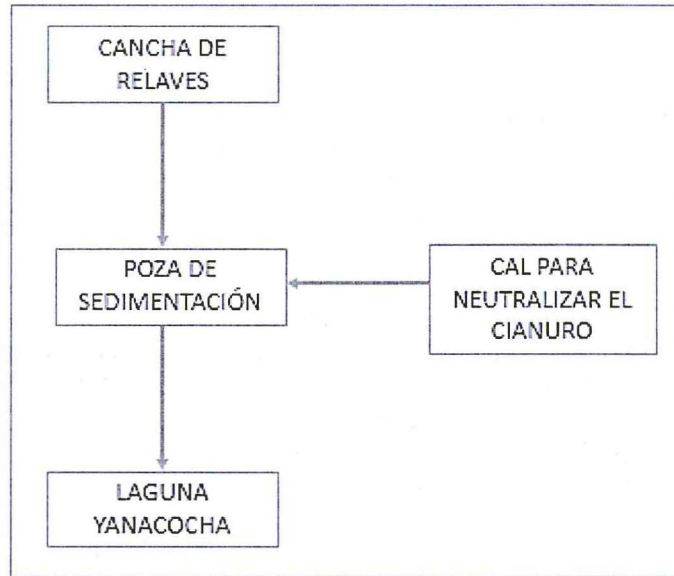 CANCHA DE
RELAVES
POZA DE
SEDIMENTACIÓN
CAL PARA
NEUTRALIZAR EL
CIANURO
LAGUNA
YANACOCHA